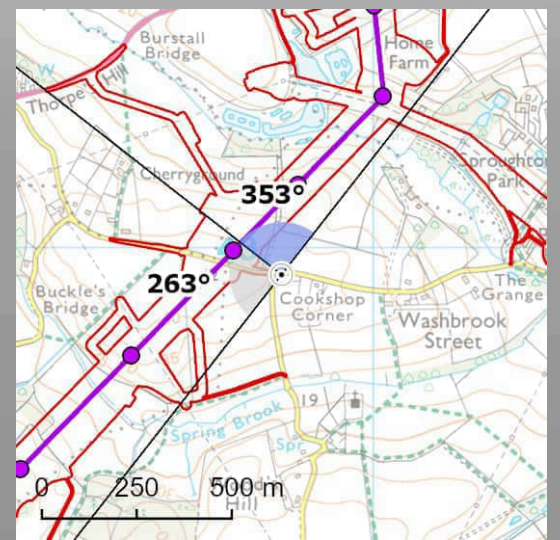 Burstall
Bridge
Home
Farm
Thorpe Hill
Cherryground
Sproughton
Park
353°
263°
Buckle's
Bridge
Cookshop
Corner
The
Grange
Washbrook
Street
19
Spring Brook
Spr
Hill
0 250 500 m